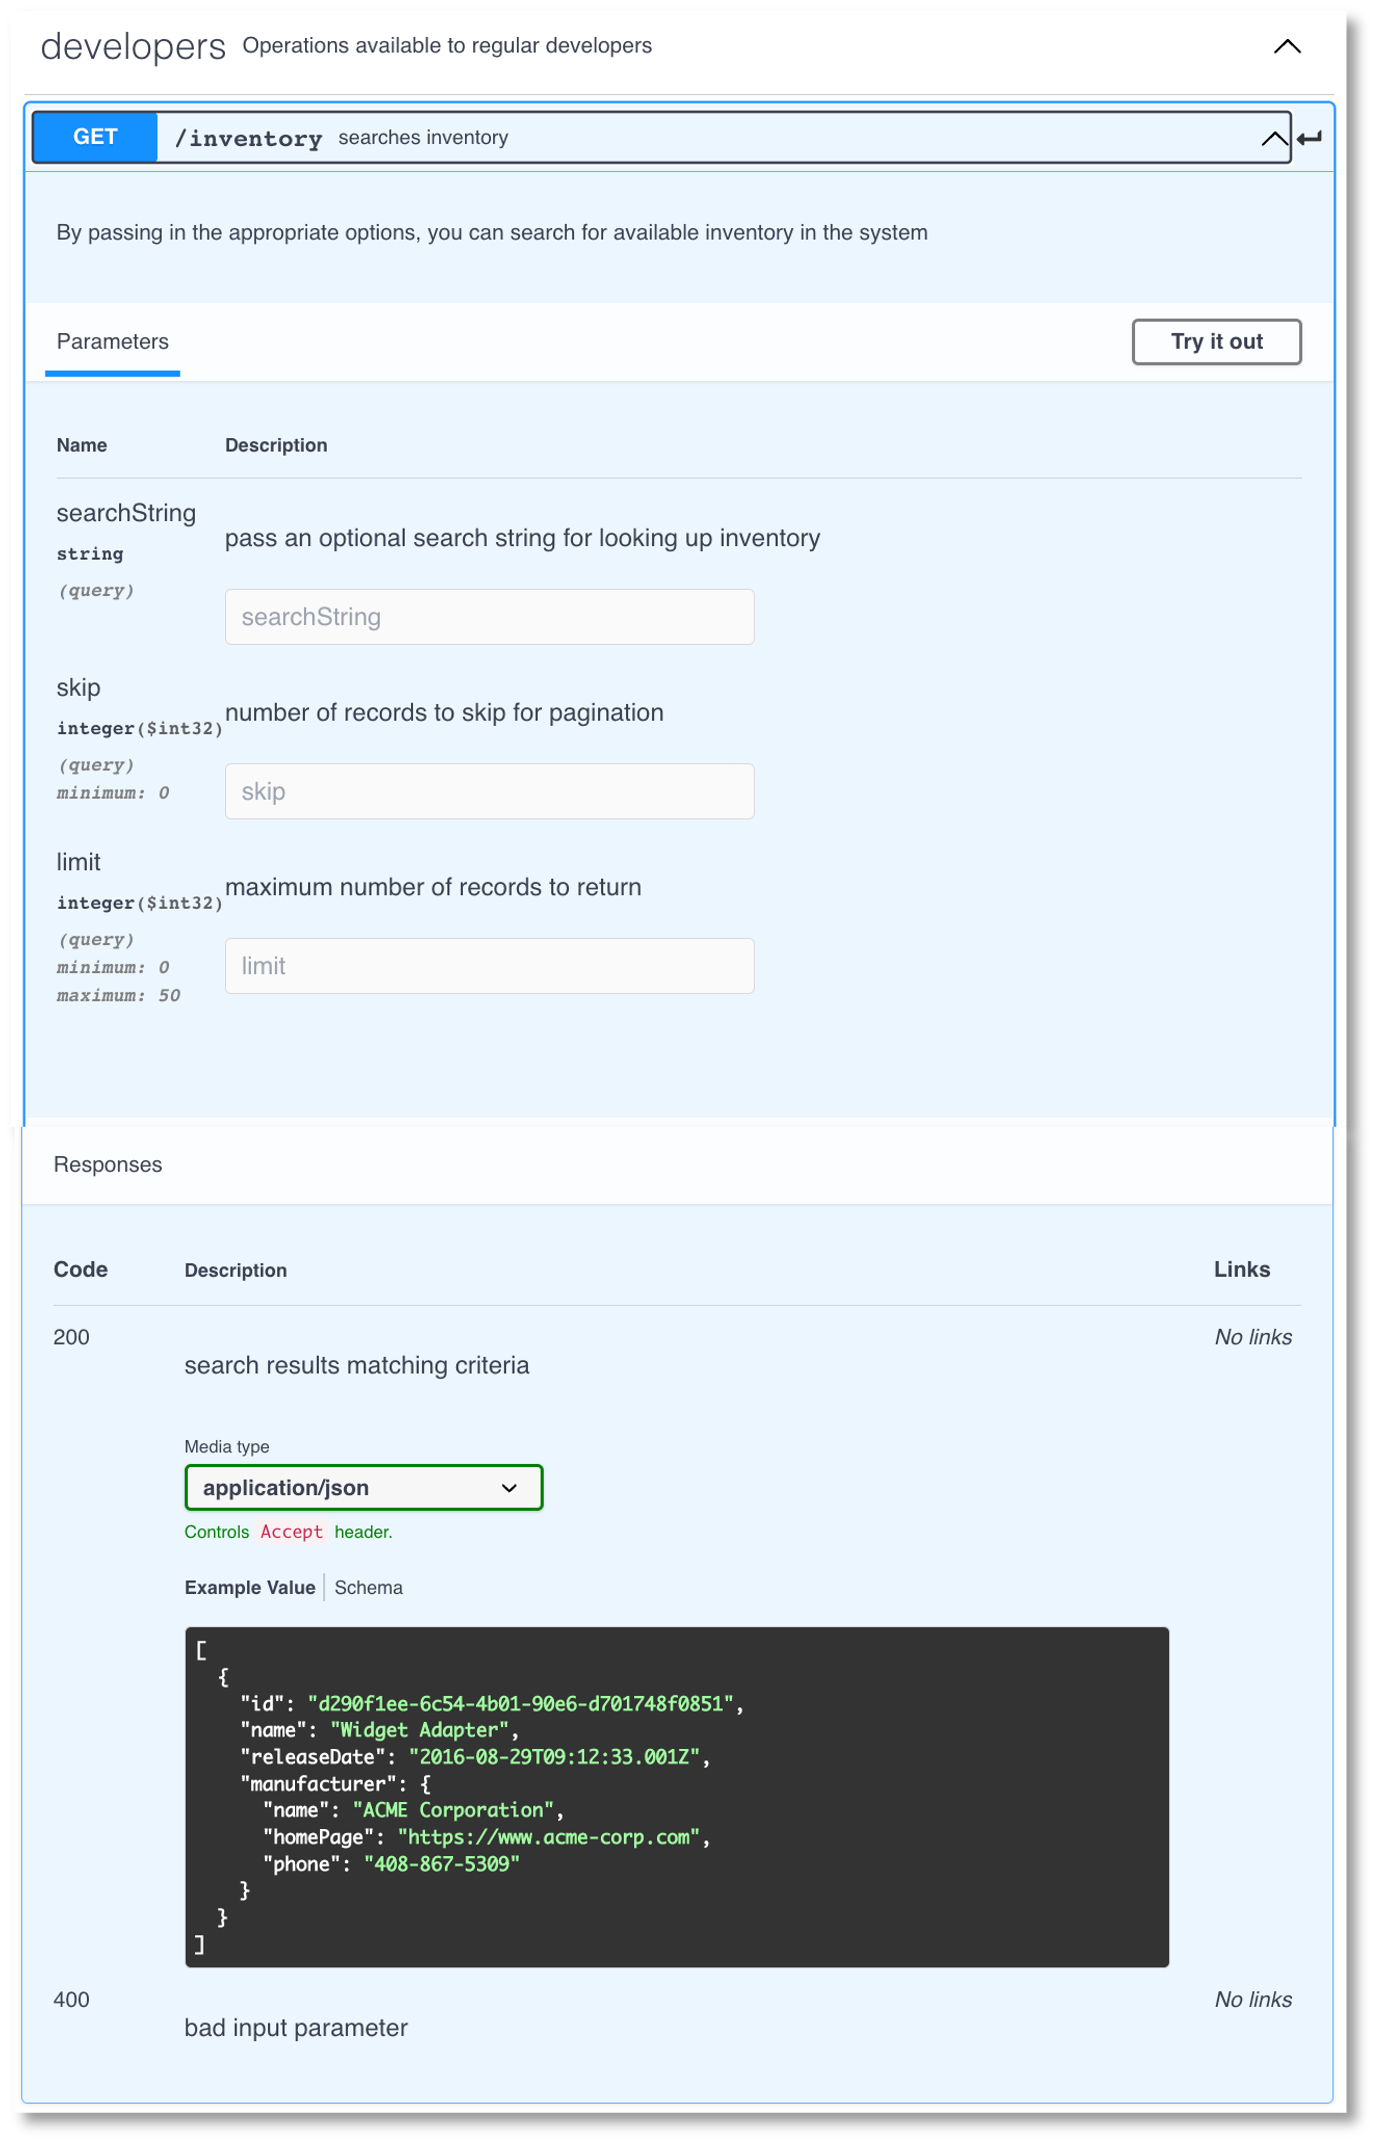 developers Operations available to regular developers
GET /inventory searches inventory
By passing in the appropriate options, you can search for available inventory in the system
Parameters
Try it out
Name Description
searchString
string
(query)
pass an optional search string for looking up inventory
searchString
skip
integer($int32)
(query)
minimum: 0
number of records to skip for pagination
skip
limit
integer($int32)
(query)
minimum: 0
maximum: 50
maximum number of records to return
limit
Responses
Code Description Links
200
search results matching criteria
No links
Media type
application/json
Controls Accept header.
Example Value Schema
[
  {
    "id": "d290f1ee-6c54-4b01-90e6-d701748f0851",
    "name": "Widget Adapter",
    "releaseDate": "2016-08-29T09:12:33.001Z",
    "manufacturer": {
      "name": "ACME Corporation",
      "homePage": "https://www.acme-corp.com",
      "phone": "408-867-5309"
    }
  }
]
400
bad input parameter
No links